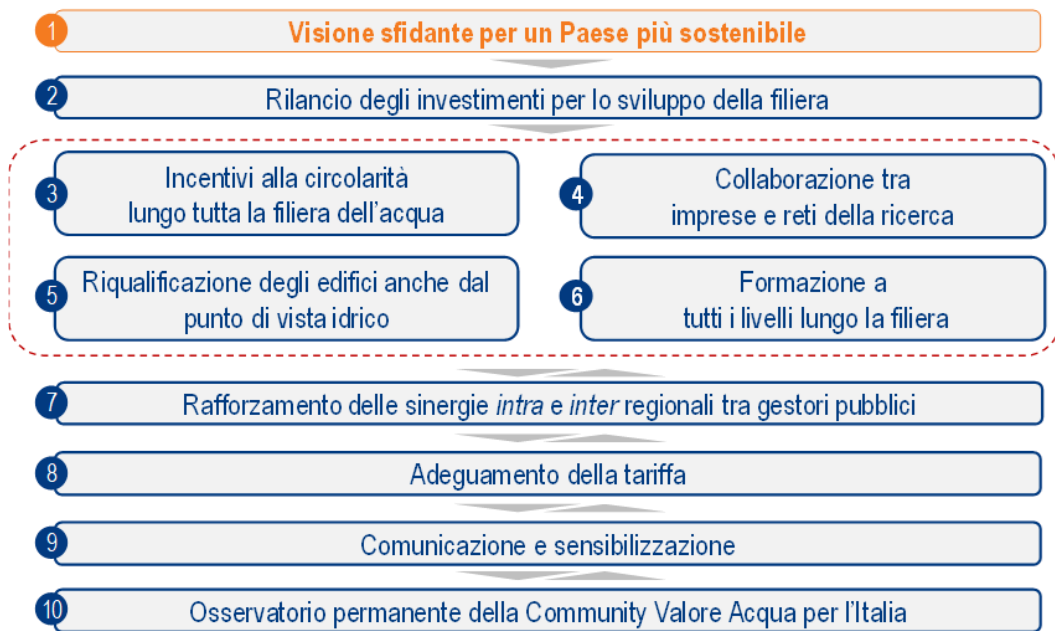 1
Visione sfidante per un Paese più sostenibile
2
Rilancio degli investimenti per lo sviluppo della filiera
3
Incentivi alla circolarità
lungo tutta la filiera dell'acqua
4
Collaborazione tra
imprese e reti della ricerca
5
Riqualificazione degli edifici anche dal
punto di vista idrico
6
Formazione a
tutti i livelli lungo la filiera
7
Rafforzamento delle sinergie intra e inter regionali tra gestori pubblici
8
Adeguamento della tariffa
9
Comunicazione e sensibilizzazione
10
Osservatorio permanente della Community Valore Acqua per l'Italia